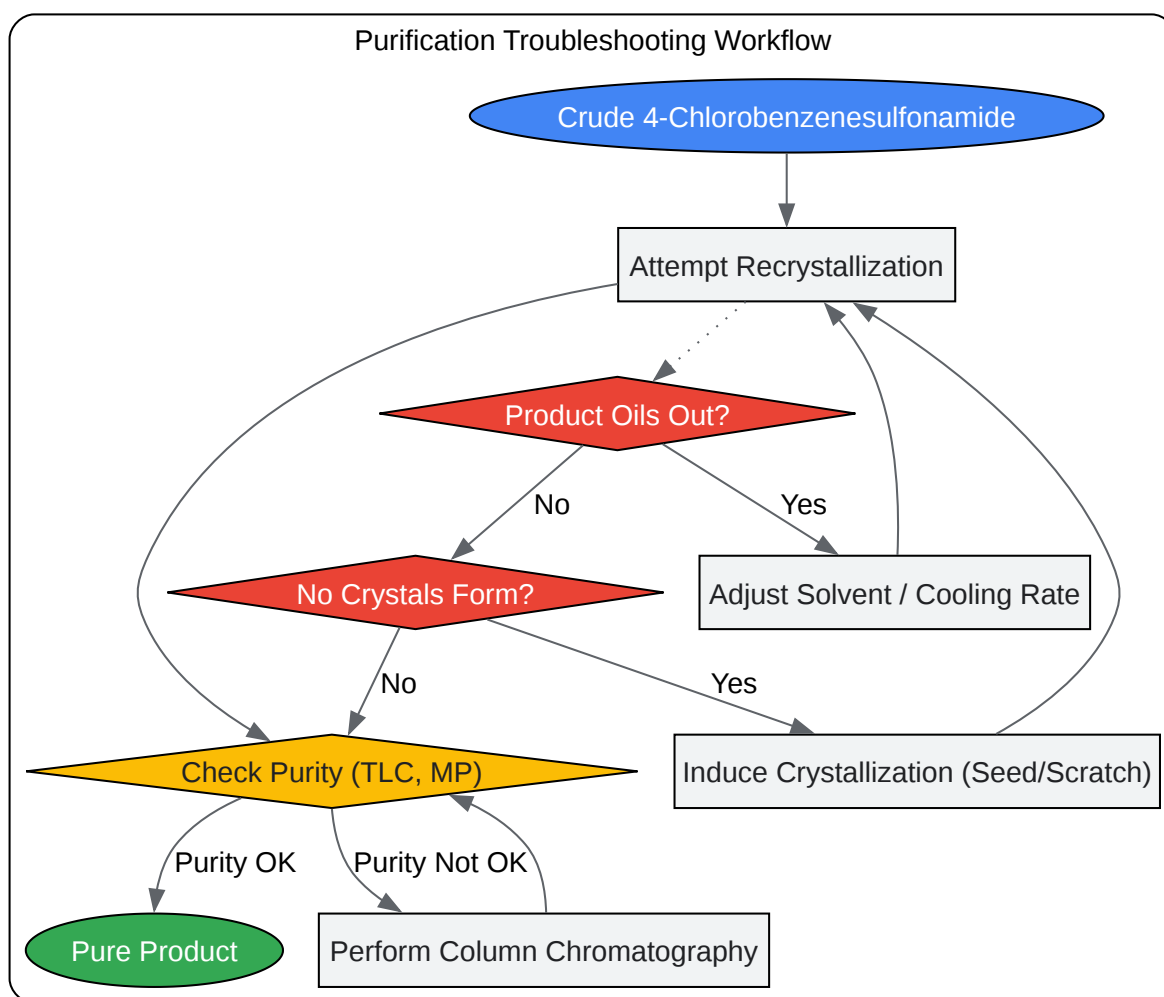 Purification Troubleshooting Workflow
Crude 4-Chlorobenzenesulfonamide
Attempt Recrystallization
Product Oils Out?
No
Yes
No Crystals Form?
Adjust Solvent / Cooling Rate
No
Yes
Check Purity (TLC, MP)
Induce Crystallization (Seed/Scratch)
Purity OK
Purity Not OK
Pure Product
Perform Column Chromatography